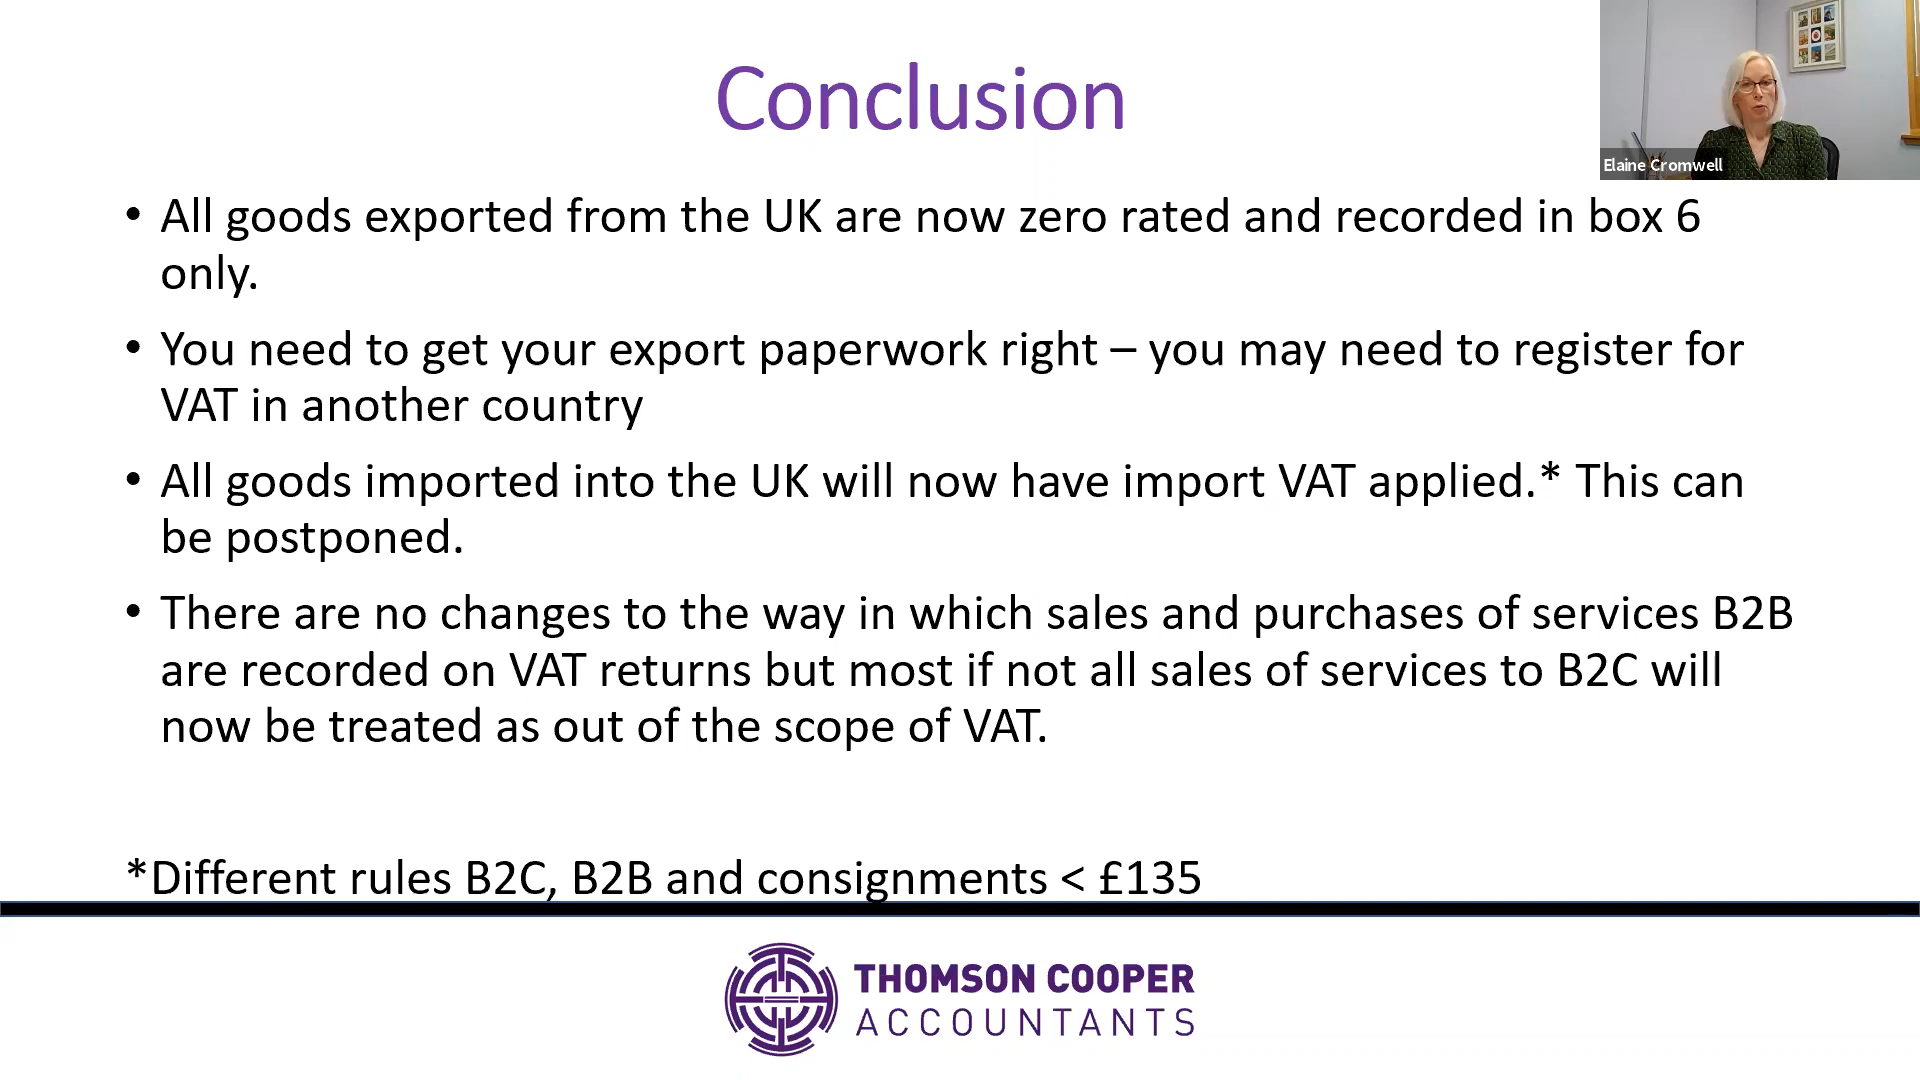 Conclusion
Elaine Cromwell
• All goods exported from the UK are now zero rated and recorded in box 6
only.
• You need to get your export paperwork right – you may need to register for
VAT in another country
• All goods imported into the UK will now have import VAT applied.* This can
be postponed.
• There are no changes to the way in which sales and purchases of services B2B
are recorded on VAT returns but most if not all sales of services to B2C will
now be treated as out of the scope of VAT.
*Different rules B2C, B2B and consignments < £135
THOMSON COOPER
ACCOUNTANTS